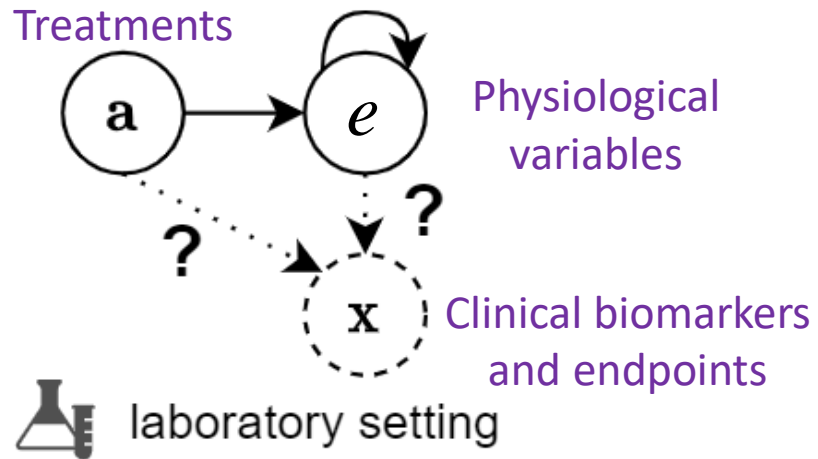 Treatments
a
e
Physiological
variables
?
?
x
Clinical biomarkers
and endpoints
laboratory setting